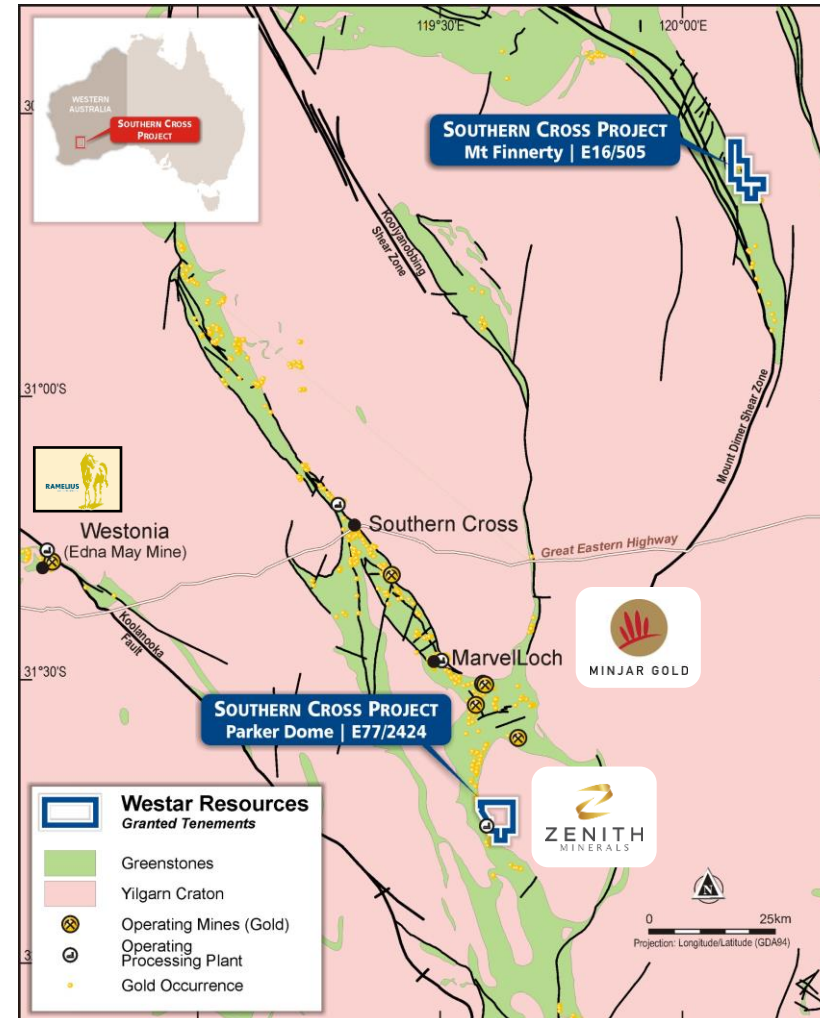 119°30'E
120°00'E
WESTERN
AUSTRALIA
SOUTHERN CROSS
PROJECT
SOUTHERN CROSS PROJECT
Mt Finnerty | E16/505
Koolyanobbing
Shear Zone
31°00'S
Mount Dimer Shear Zone
RAMELIUS
Westonia
(Edna May Mine)
Southern Cross
Great Eastern Highway
Koolanooka
Fault
MarvelLoch
MINJAR GOLD
31°30'S
SOUTHERN CROSS PROJECT
Parker Dome | E77/2424
ZENITH
MINERALS
Westar Resources
Granted Tenements
Greenstones
Yilgarn Craton
Operating Mines (Gold)
Operating
Processing Plant
Gold Occurrence
N
0 25km
Projection: Longitude/Latitude (GDA94)